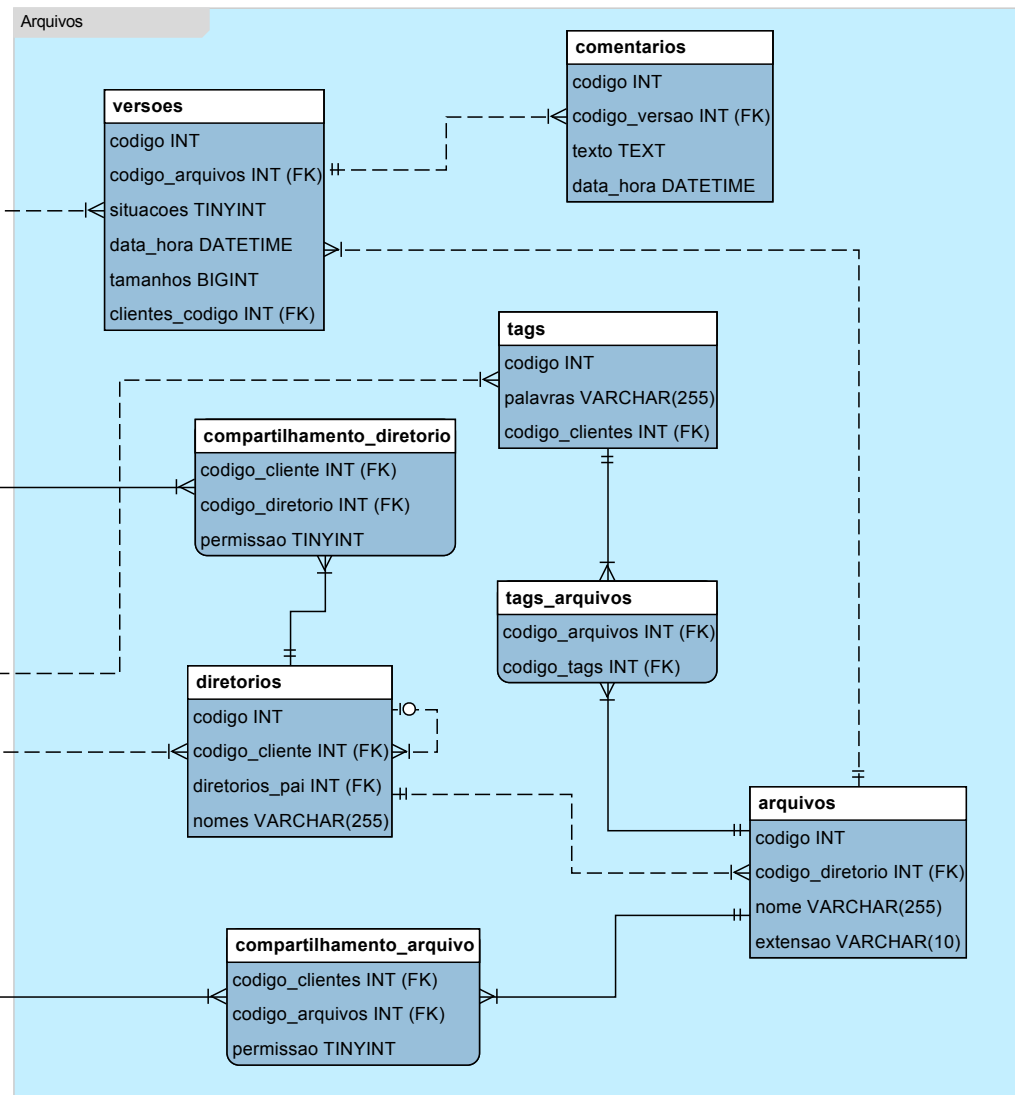 Arquivos
comentarios
codigo INT
codigo_versao INT (FK)
texto TEXT
data_hora DATETIME
versoes
codigo INT
codigo_arquivos INT (FK)
situacoes TINYINT
data_hora DATETIME
tamanhos BIGINT
clientes_codigo INT (FK)
tags
codigo INT
palavras VARCHAR(255)
codigo_clientes INT (FK)
compartilhamento_diretorio
codigo_cliente INT (FK)
codigo_diretorio INT (FK)
permissao TINYINT
tags_arquivos
codigo_arquivos INT (FK)
codigo_tags INT (FK)
diretorios
codigo INT
codigo_cliente INT (FK)
diretorios_pai INT (FK)
nomes VARCHAR(255)
arquivos
codigo INT
codigo_diretorio INT (FK)
nome VARCHAR(255)
extensao VARCHAR(10)
compartilhamento_arquivo
codigo_clientes INT (FK)
codigo_arquivos INT (FK)
permissao TINYINT